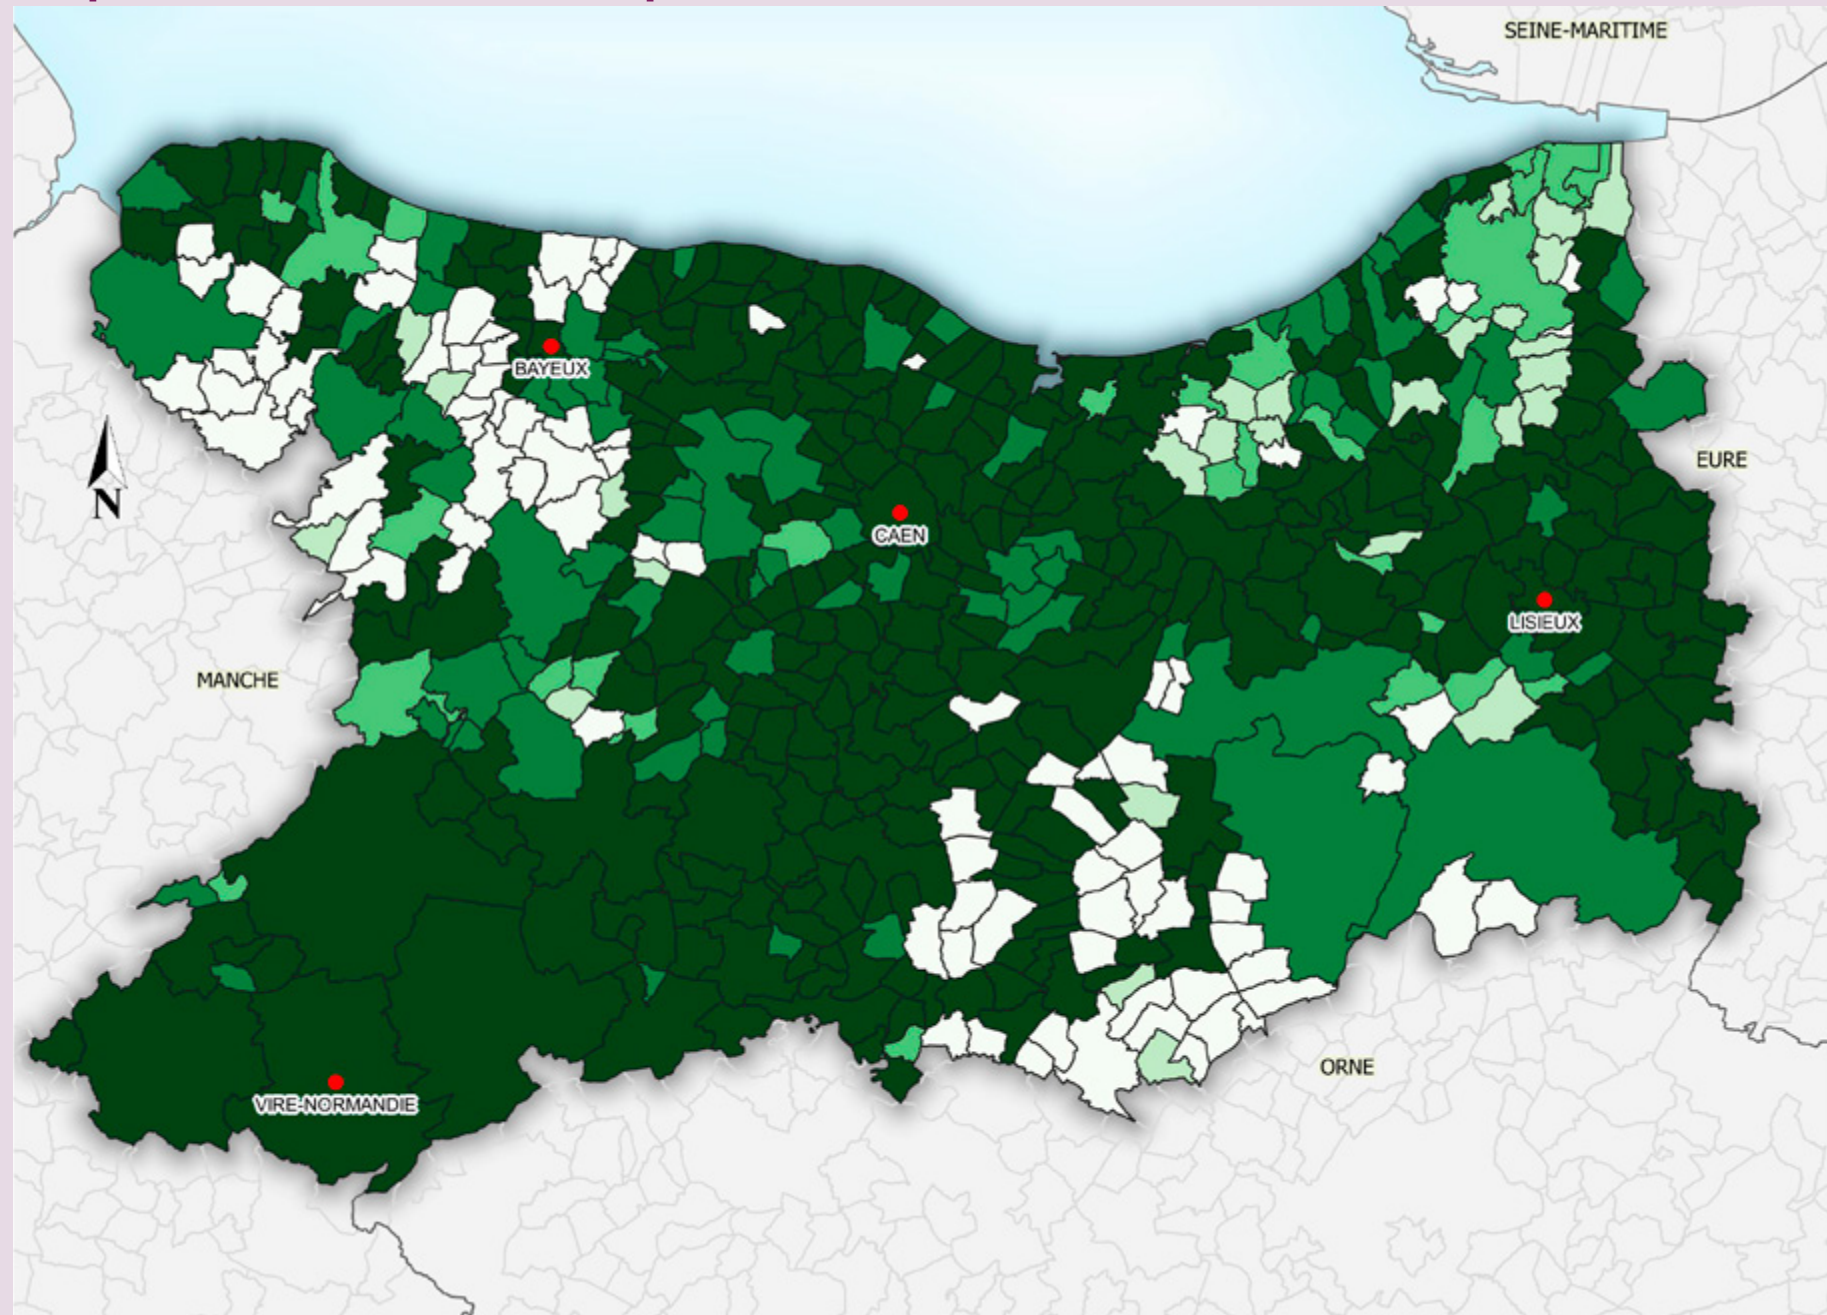 SEINE-MARITIME
BAYEUX
EURE
N
CAEN
LISIEUX
MANCHE
ORNE
VIRE-NORMANDIE